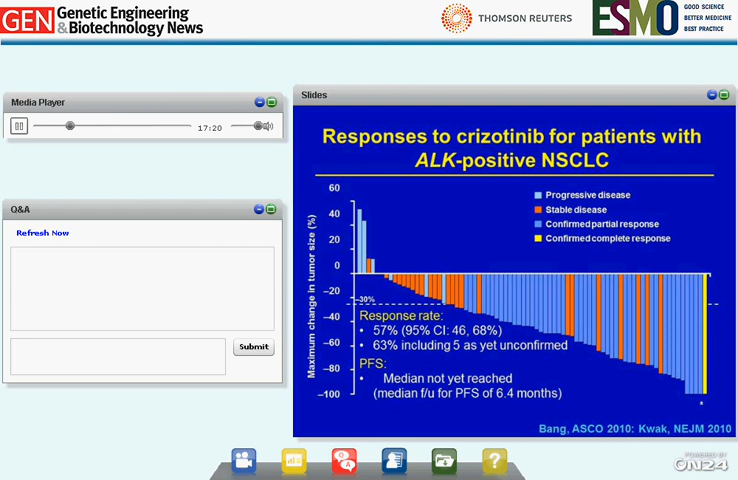 GEN Genetic Engineering
& Biotechnology News
THOMSON REUTERS
ESMO
GOOD SCIENCE
BETTER MEDICINE
BEST PRACTICE
Media Player
17:20
Q&A
Refresh Now
Submit
Slides
Responses to crizotinib for patients with
ALK-positive NSCLC
Maximum change in tumor size (%)
60
40
20
0
–20
–40
–60
–80
–100
Progressive disease
Stable disease
Confirmed partial response
Confirmed complete response
–30%
Response rate:
• 57% (95% CI: 46, 68%)
• 63% including 5 as yet unconfirmed
PFS:
• Median not yet reached
(median f/u for PFS of 6.4 months)
*
Bang, ASCO 2010: Kwak, NEJM 2010
Q
A
?
POWERED BY
ON24